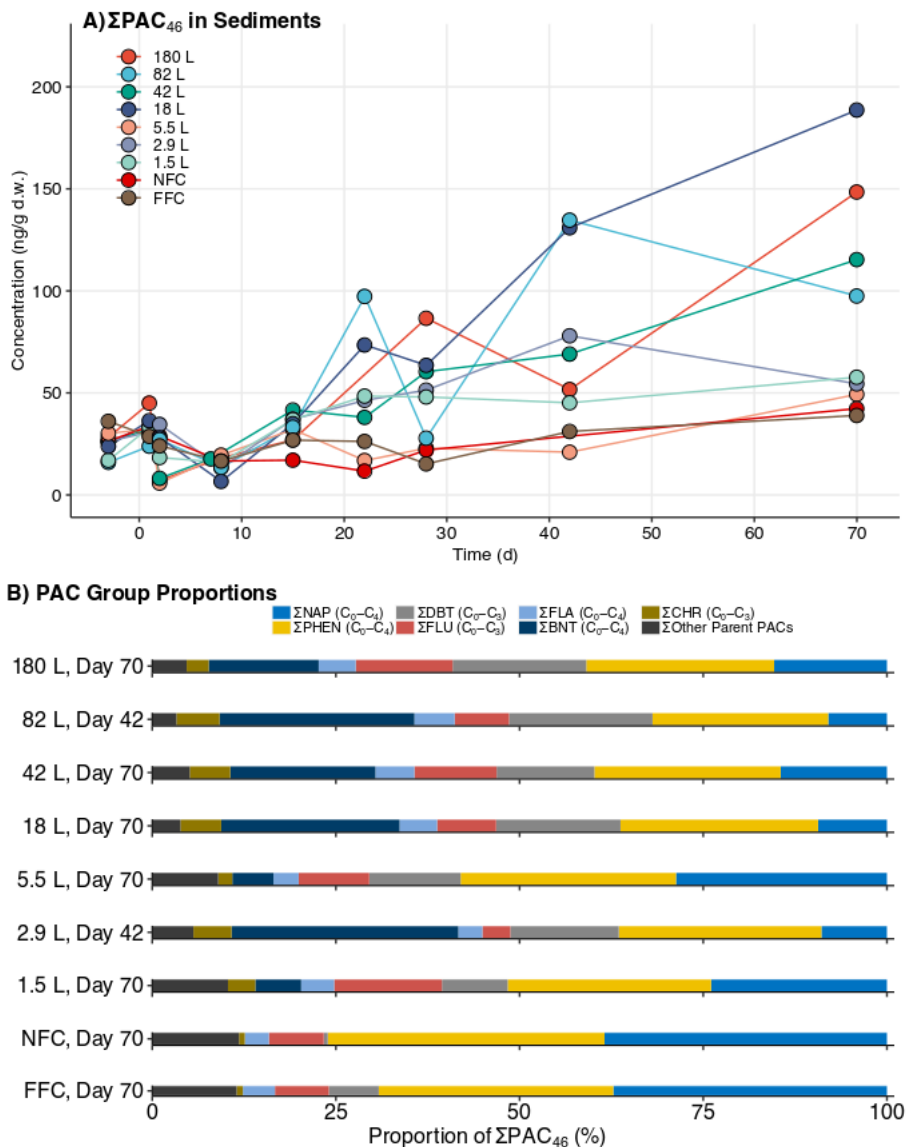 A) ΣPAC₄₆ in Sediments
180 L
82 L
42 L
18 L
5.5 L
2.9 L
1.5 L
NFC
FFC
Concentration (ng/g d.w.)
200
150
100
50
0
0 10 20 30 40 50 60 70
Time (d)
B) PAC Group Proportions
ΣNAP (C₀–C₄) ΣDBT (C₀–C₃) ΣFLA (C₀–C₄) ΣCHR (C₀–C₃)
ΣPHEN (C₀–C₄) ΣFLU (C₀–C₃) ΣBNT (C₀–C₄) ΣOther Parent PACs
180 L, Day 70
82 L, Day 42
42 L, Day 70
18 L, Day 70
5.5 L, Day 70
2.9 L, Day 42
1.5 L, Day 70
NFC, Day 70
FFC, Day 70
0 25 50 75 100
Proportion of ΣPAC₄₆ (%)